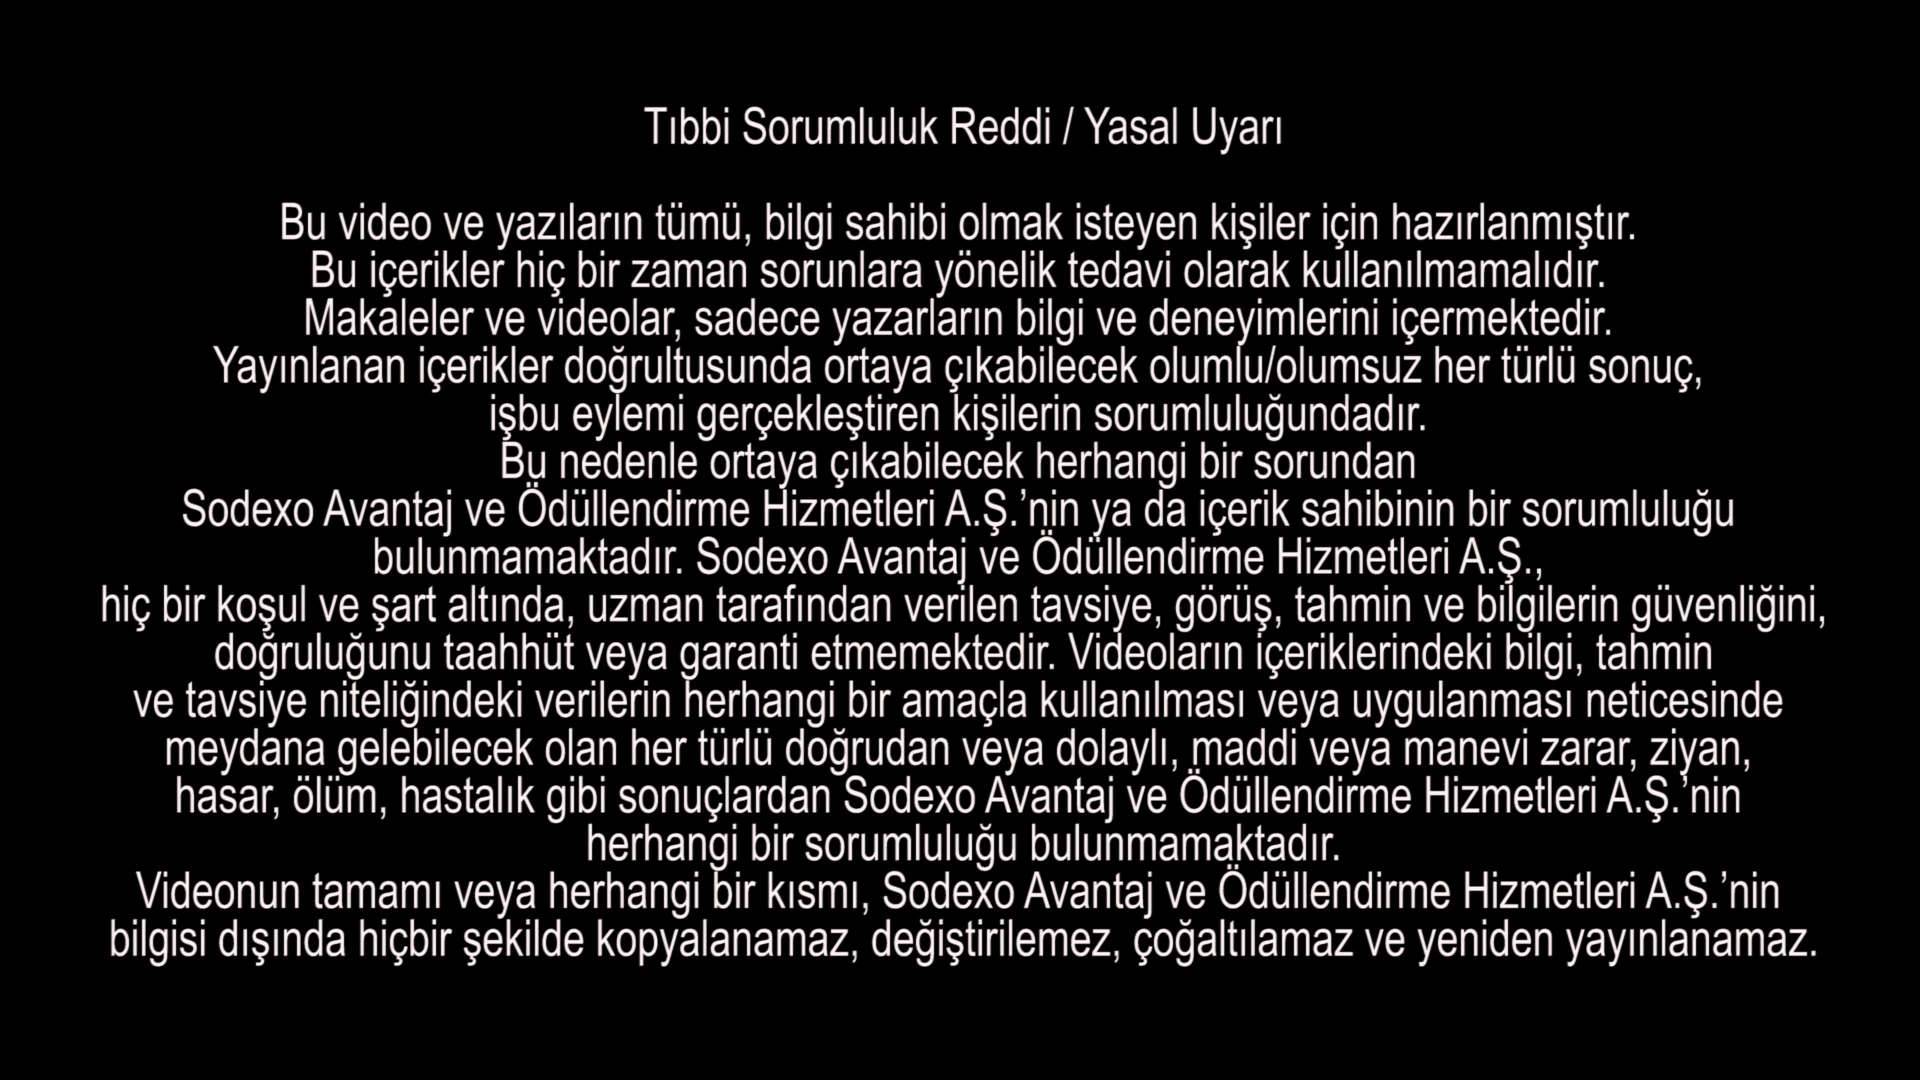 Tıbbi Sorumluluk Reddi / Yasal Uyarı
Bu video ve yazıların tümü, bilgi sahibi olmak isteyen kişiler için hazırlanmıştır.
Bu içerikler hiç bir zaman sorunlara yönelik tedavi olarak kullanılmamalıdır.
Makaleler ve videolar, sadece yazarların bilgi ve deneyimlerini içermektedir.
Yayınlanan içerikler doğrultusunda ortaya çıkabilecek olumlu/olumsuz her türlü sonuç,
işbu eylemi gerçekleştiren kişilerin sorumluluğundadır.
Bu nedenle ortaya çıkabilecek herhangi bir sorundan
Sodexo Avantaj ve Ödüllendirme Hizmetleri A.Ş.’nin ya da içerik sahibinin bir sorumluluğu
bulunmamaktadır. Sodexo Avantaj ve Ödüllendirme Hizmetleri A.Ş.,
hiç bir koşul ve şart altında, uzman tarafından verilen tavsiye, görüş, tahmin ve bilgilerin güvenliğini,
doğruluğunu taahhüt veya garanti etmemektedir. Videoların içeriklerindeki bilgi, tahmin
ve tavsiye niteliğindeki verilerin herhangi bir amaçla kullanılması veya uygulanması neticesinde
meydana gelebilecek olan her türlü doğrudan veya dolaylı, maddi veya manevi zarar, ziyan,
hasar, ölüm, hastalık gibi sonuçlardan Sodexo Avantaj ve Ödüllendirme Hizmetleri A.Ş.’nin
herhangi bir sorumluluğu bulunmamaktadır.
Videonun tamamı veya herhangi bir kısmı, Sodexo Avantaj ve Ödüllendirme Hizmetleri A.Ş.’nin
bilgisi dışında hiçbir şekilde kopyalanamaz, değiştirilemez, çoğaltılamaz ve yeniden yayınlanamaz.